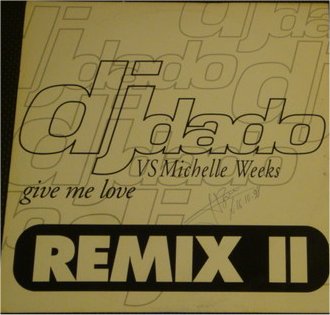 dj dado
VS Michelle Weeks
give me love
REMIX II